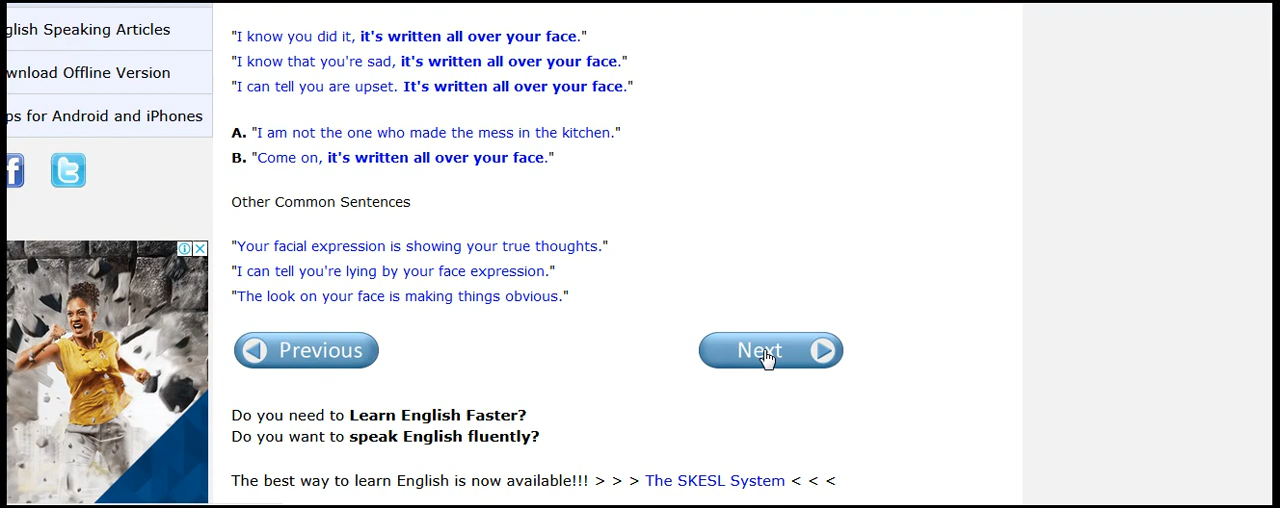 glish Speaking Articles
wnload Offline Version
ps for Android and iPhones
"I know you did it, it's written all over your face."
"I know that you're sad, it's written all over your face."
"I can tell you are upset. It's written all over your face."
A. "I am not the one who made the mess in the kitchen."
B. "Come on, it's written all over your face."
Other Common Sentences
"Your facial expression is showing your true thoughts."
"I can tell you're lying by your face expression."
"The look on your face is making things obvious."
Previous
Next
Do you need to Learn English Faster?
Do you want to speak English fluently?
The best way to learn English is now available!!! > > > The SKESL System < < <